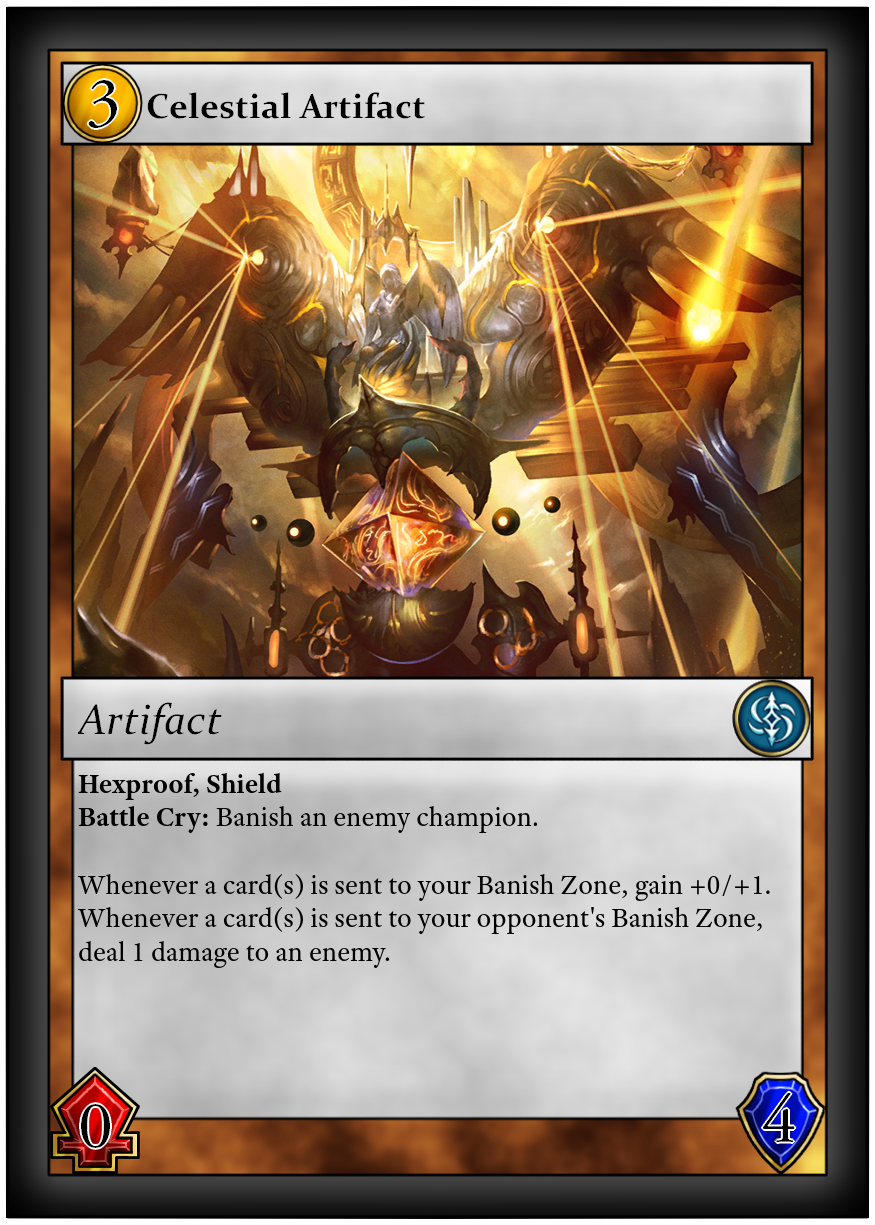 3
Celestial Artifact
Artifact
Hexproof, Shield
Battle Cry: Banish an enemy champion.
Whenever a card(s) is sent to your Banish Zone, gain +0/+1.
Whenever a card(s) is sent to your opponent's Banish Zone,
deal 1 damage to an enemy.
0
4